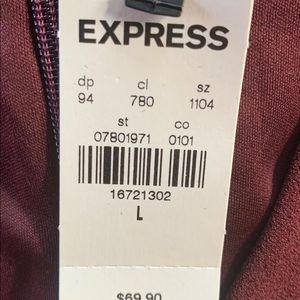 EXPRESS
dp cl sz
94 780 1104
st co
07801971 0101
16721302
L
$69.90